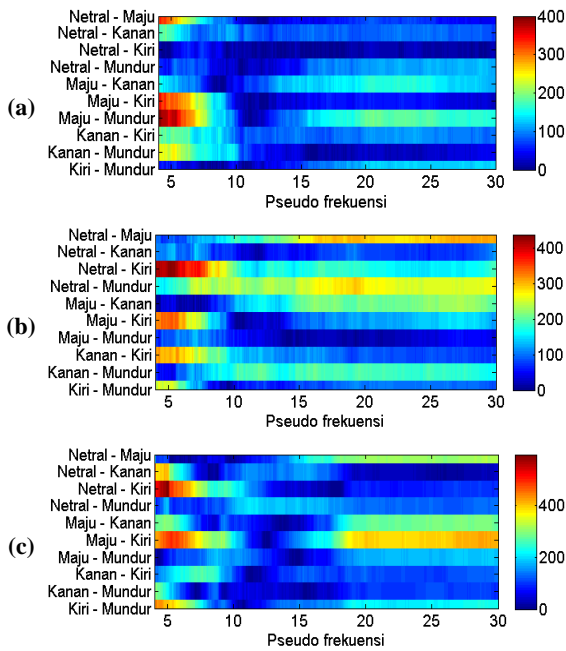 Netral - Maju
Netral - Kanan
Netral - Kiri
Netral - Mundur
Maju - Kanan
Maju - Kiri
Maju - Mundur
Kanan - Kiri
Kanan - Mundur
Kiri - Mundur
(a)
5 10 15 20 25 30
Pseudo frekuensi
400
300
200
100
0
Netral - Maju
Netral - Kanan
Netral - Kiri
Netral - Mundur
Maju - Kanan
Maju - Kiri
Maju - Mundur
Kanan - Kiri
Kanan - Mundur
Kiri - Mundur
(b)
5 10 15 20 25 30
Pseudo frekuensi
400
300
200
100
0
Netral - Maju
Netral - Kanan
Netral - Kiri
Netral - Mundur
Maju - Kanan
Maju - Kiri
Maju - Mundur
Kanan - Kiri
Kanan - Mundur
Kiri - Mundur
(c)
5 10 15 20 25 30
Pseudo frekuensi
400
200
0